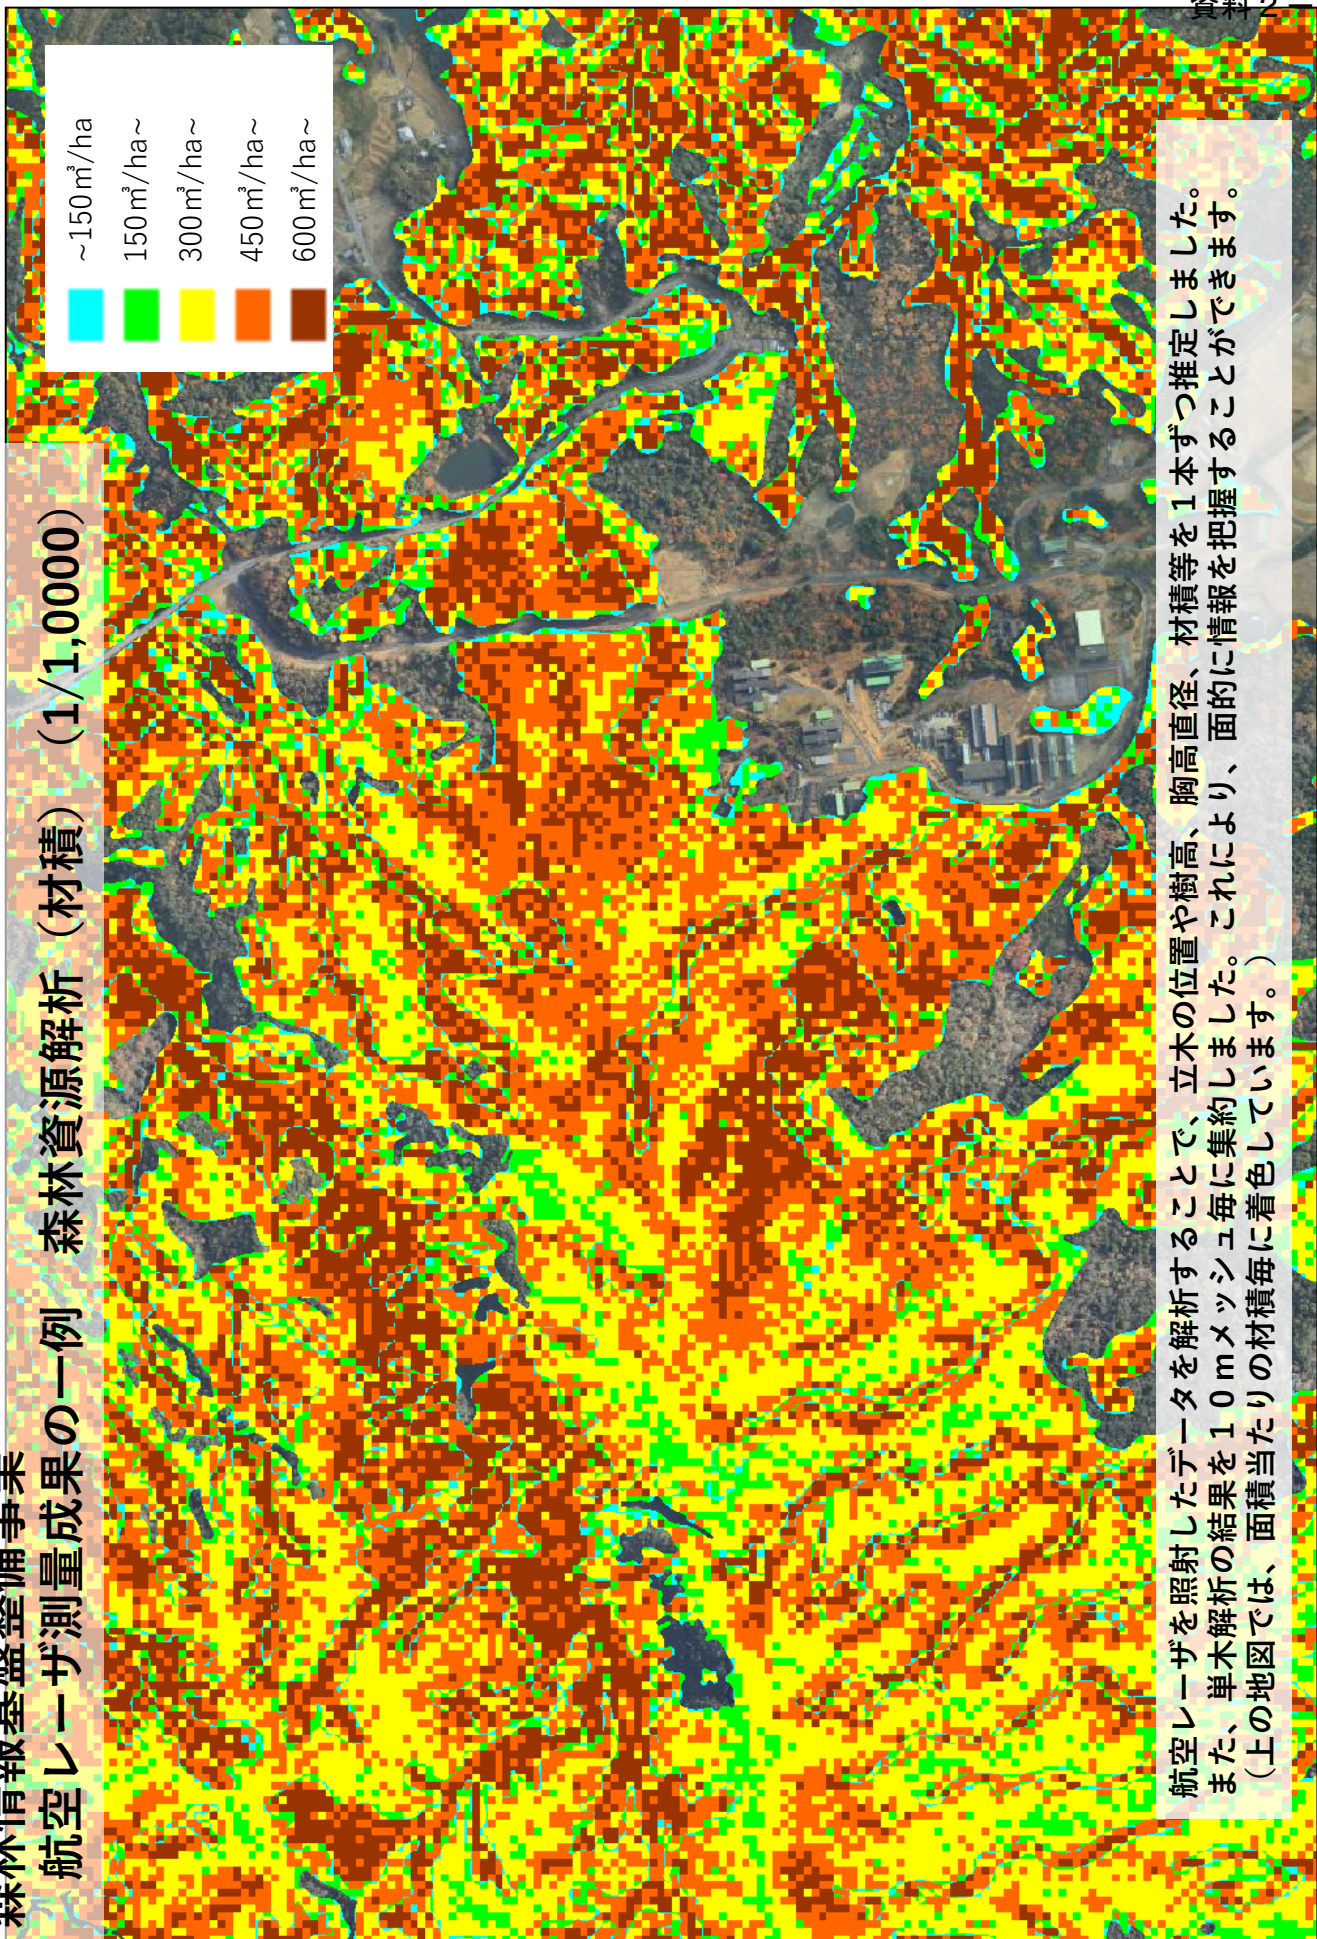 資料2－
森林情報基盤整備事業
航空レーザ測量成果の一例　森林資源解析（材積）（1/1,0000）
~150㎥/ha
150㎥/ha~
300㎥/ha~
450㎥/ha~
600㎥/ha~
航空レーザを照射したデータを解析することで、立木の位置や樹高、胸高直径、材積等を１本ずつ推定しました。
また、単木解析の結果を１０ｍメッシュ毎に集約しました。これにより、面的に情報を把握することができます。
（上の地図では、面積当たりの材積毎に着色しています。）